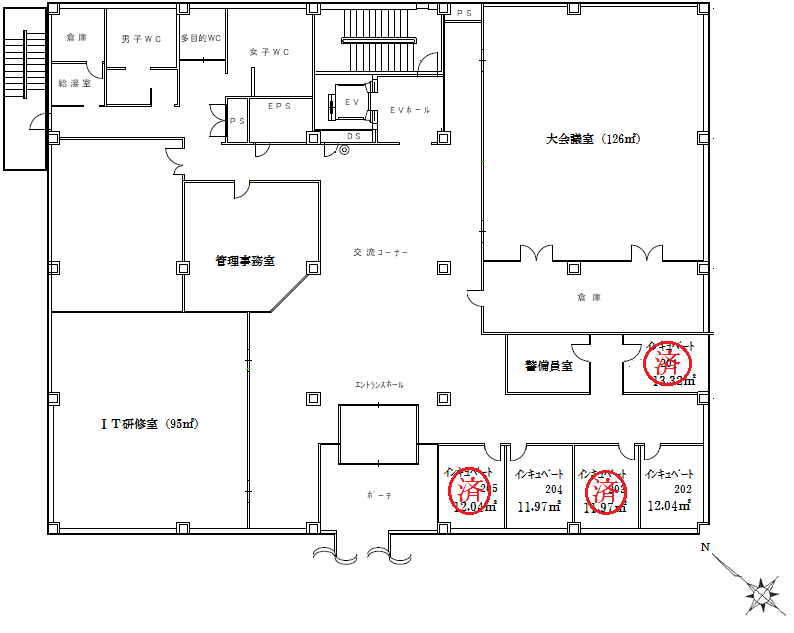 PS
倉庫
男子WC
多目的WC
女子WC
給湯室
EV
EVホール
EPS
PS
DS
大会議室（126㎡）
管理事務室
交流コーナー
倉庫
インキュベート
済
13.32㎡
警備員室
エントランスホール
IT研修室（95㎡）
ポーチ
インキュベート
205
済
12.04㎡
インキュベート
204
11.97㎡
インキュベート
203
済
11.97㎡
インキュベート
202
12.04㎡
N